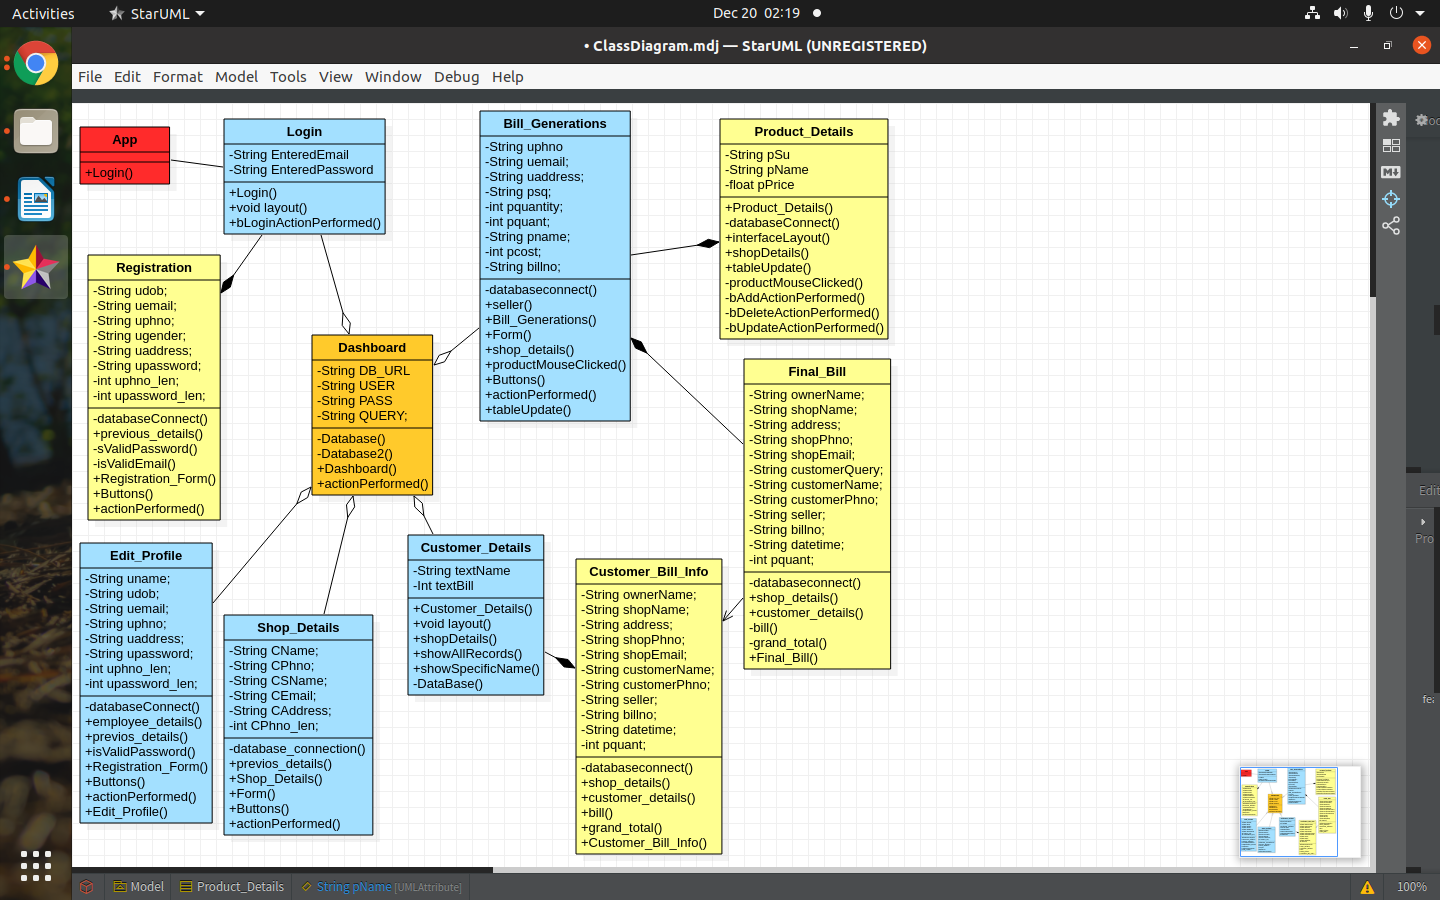 Activities
StarUML
Dec 20 02:19
• ClassDiagram.mdj — StarUML (UNREGISTERED)
File Edit Format Model Tools View Window Debug Help
App
+Login()
Login
-String EnteredEmail
-String EnteredPassword
+Login()
+void layout()
+bLoginActionPerformed()
Bill_Generations
-String uphno
-String uemail;
-String uaddress;
-String psq;
-int pquantity;
-int pquant;
-String pname;
-int pcost;
-String billno;
-databaseconnect()
+seller()
+Bill_Generations()
+Form()
+shop_details()
+productMouseClicked()
+Buttons()
+actionPerformed()
+tableUpdate()
Product_Details
-String pSu
-String pName
-float pPrice
+Product_Details()
-databaseConnect()
+interfaceLayout()
+shopDetails()
+tableUpdate()
-productMouseClicked()
-bAddActionPerformed()
-bDeleteActionPerformed()
-bUpdateActionPerformed()
Registration
-String udob;
-String uemail;
-String uphno;
-String ugender;
-String uaddress;
-String upassword;
-int uphno_len;
-int upassword_len;
-databaseConnect()
+previous_details()
-sValidPassword()
-isValidEmail()
+Registration_Form()
+Buttons()
+actionPerformed()
Dashboard
-String DB_URL
-String USER
-String PASS
-String QUERY;
-Database()
-Database2()
+Dashboard()
+actionPerformed()
Final_Bill
-String ownerName;
-String shopName;
-String address;
-String shopPhno;
-String shopEmail;
-String customerQuery;
-String customerName;
-String customerPhno;
-String seller;
-String billno;
-String datetime;
-int pquant;
-databaseconnect()
+shop_details()
+customer_details()
-bill()
-grand_total()
+Final_Bill()
Edit_Profile
-String uname;
-String udob;
-String uemail;
-String uphno;
-String uaddress;
-String upassword;
-int uphno_len;
-int upassword_len;
-databaseConnect()
+employee_details()
+previos_details()
+isValidPassword()
+Registration_Form()
+Buttons()
+actionPerformed()
+Edit_Profile()
Shop_Details
-String CName;
-String CPhno;
-String CSName;
-String CEmail;
-String CAddress;
-int CPhno_len;
-database_connection()
+previos_details()
+Shop_Details()
+Form()
+Buttons()
+actionPerformed()
Customer_Details
-String textName
-Int textBill
+Customer_Details()
+void layout()
+shopDetails()
+showAllRecords()
+showSpecificName()
-DataBase()
Customer_Bill_Info
-String ownerName;
-String shopName;
-String address;
-String shopPhno;
-String shopEmail;
-String customerName;
-String customerPhno;
-String seller;
-String billno;
-String datetime;
-int pquant;
-databaseconnect()
+shop_details()
+customer_details()
+bill()
+grand_total()
+Customer_Bill_Info()
M
Edit
Pro
Model
Product_Details
String pName [UMLAttribute]
100%